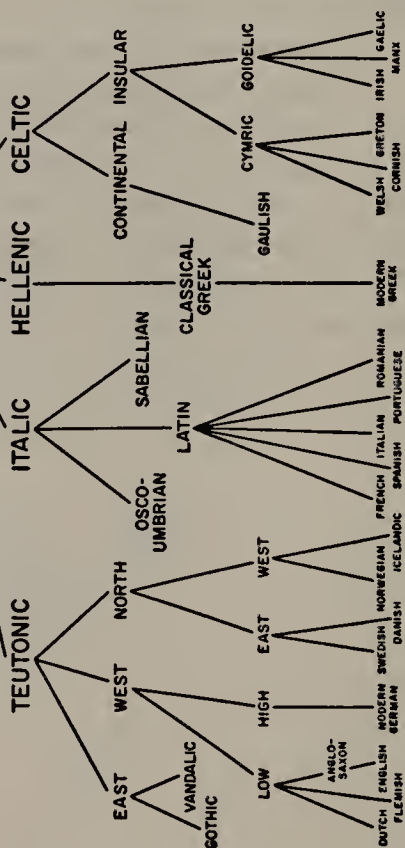 TEUTONIC
ITALIC
HELLENIC
CELTIC
EAST
WEST
NORTH
OSCO-
UMBRIAN
SABELLIAN
CONTINENTAL
INSULAR
VANDALIC
GOTHIC
LATIN
CLASSICAL
GREEK
LOW
HIGH
EAST
WEST
GAULISH
CYMRIC
GOIDELIC
ANGLO-
SAXON
DUTCH
FLEMISH
ENGLISH
MODERN
GERMAN
SWEDISH
DANISH
NORWEGIAN
ICELANDIC
FRENCH
SPANISH
ITALIAN
PORTUGUESE
ROMANIAN
MODERN
GREEK
WELSH
CORNISH
BRETON
IRISH
MANX
GAELIC